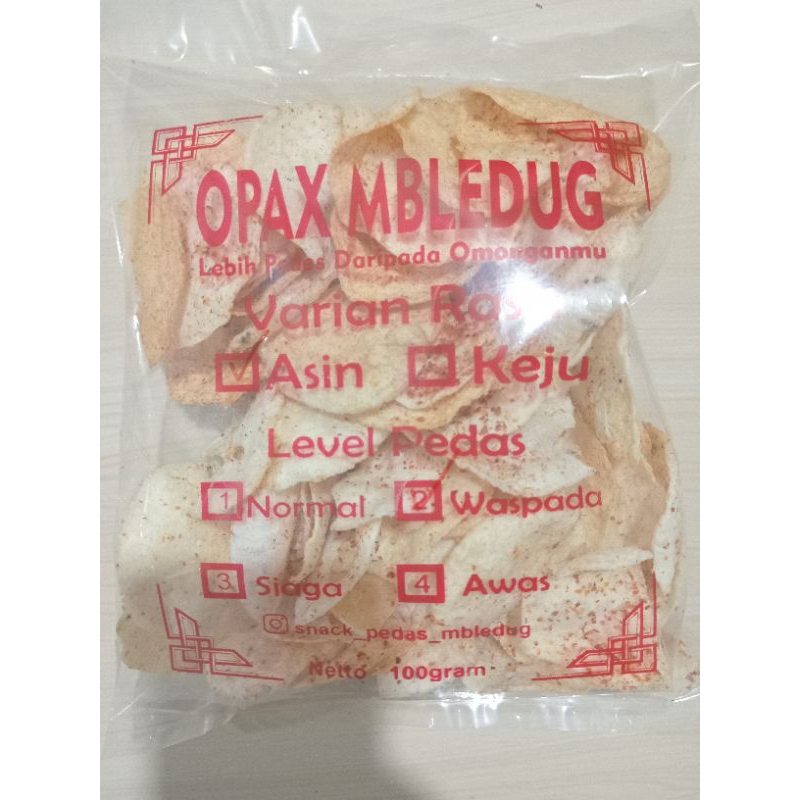 OPAX MBLEDUG
Lebih Pedes Daripada Omonganmu
Varian Rasa
Asin Keju
Level Pedas
1 Normal 2 Waspada
3 Siaga 4 Awas
snack_pedas_mbledug
Netto 100gram